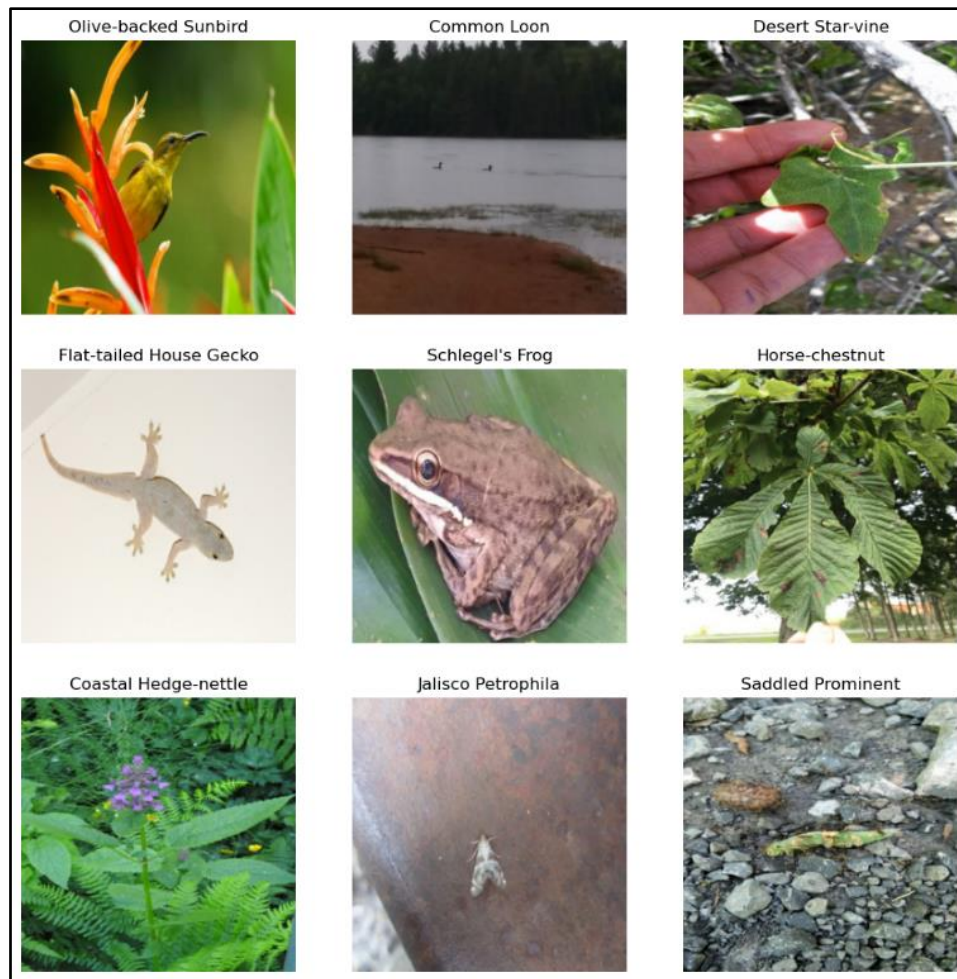 Olive-backed Sunbird
Common Loon
Desert Star-vine
Flat-tailed House Gecko
Schlegel's Frog
Horse-chestnut
Coastal Hedge-nettle
Jalisco Petrophila
Saddled Prominent